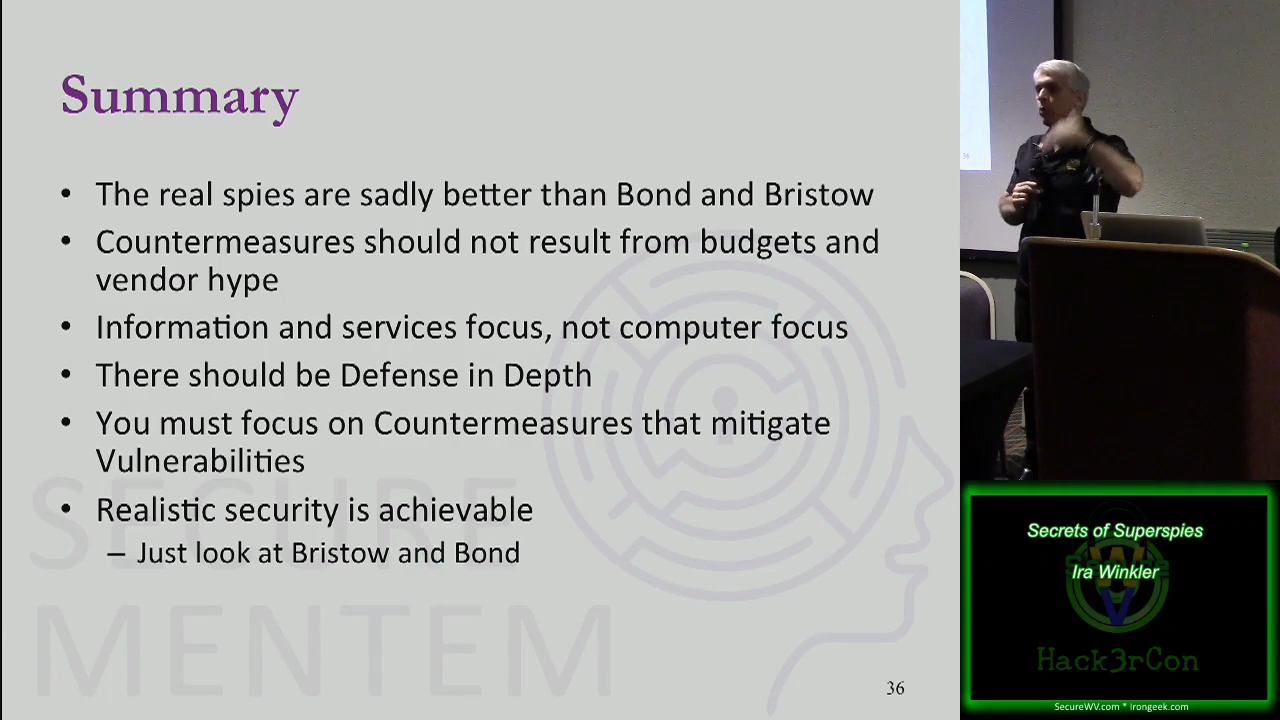 Summary
• The real spies are sadly better than Bond and Bristow
• Countermeasures should not result from budgets and
vendor hype
• Information and services focus, not computer focus
• There should be Defense in Depth
• You must focus on Countermeasures that mitigate
Vulnerabilities
• Realistic security is achievable
– Just look at Bristow and Bond
SECURE
MENTEM
36
36
Secrets of Superspies
Ira Winkler
W
V
Hack3rCon
SecureWV.com * Irongeek.com